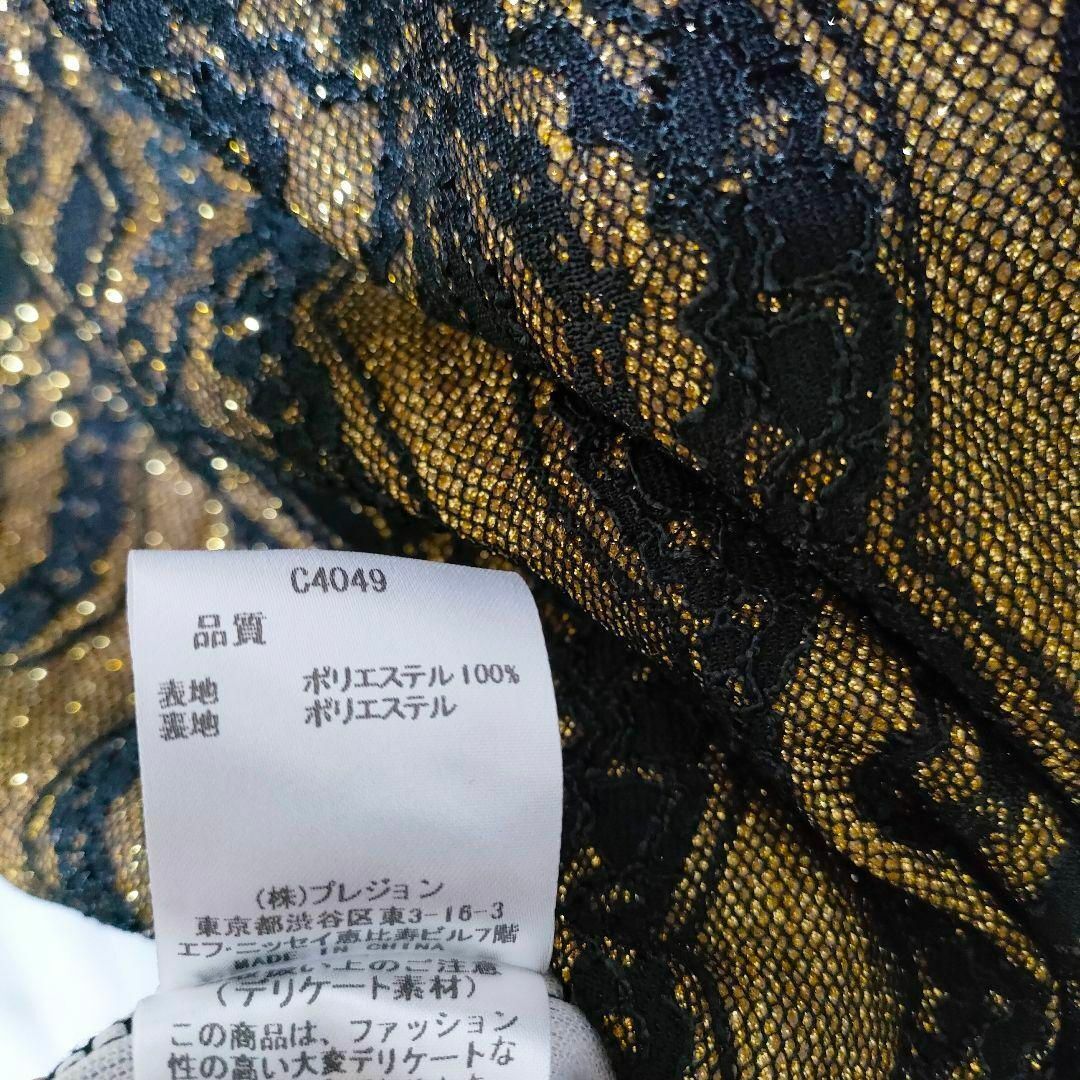 C4049
品質
表地 ポリエステル100%
裏地 ポリエステル
(株)プレジョン
東京都渋谷区東3-16-3
エフ・ニッセイ恵比寿ビル7階
MADE IN CHINA
扱い上のご注意
(デリケート素材)
この商品は、ファッション
性の高い大変デリケートな